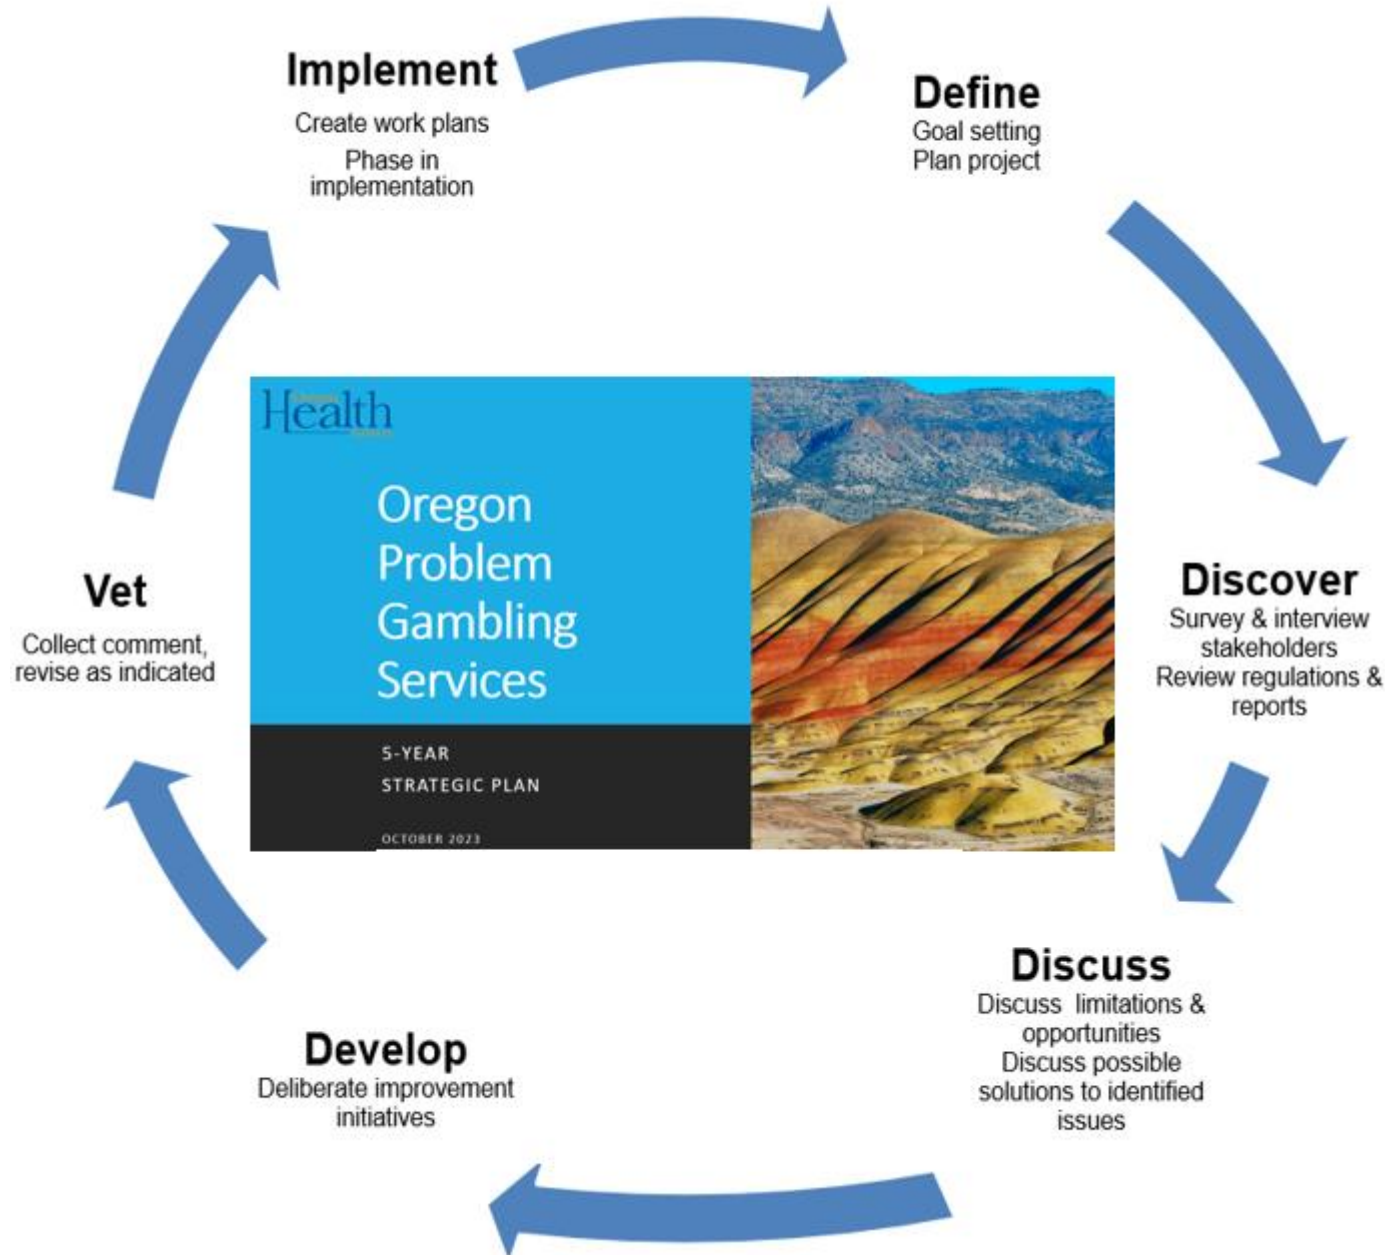 Implement
Create work plans
Phase in
implementation
Define
Goal setting
Plan project
Discover
Survey & interview
stakeholders
Review regulations &
reports
Discuss
Discuss limitations &
opportunities
Discuss possible
solutions to identified
issues
Develop
Deliberate improvement
initiatives
Vet
Collect comment,
revise as indicated
Health
Oregon
Problem
Gambling
Services
5-YEAR
STRATEGIC PLAN
OCTOBER 2023